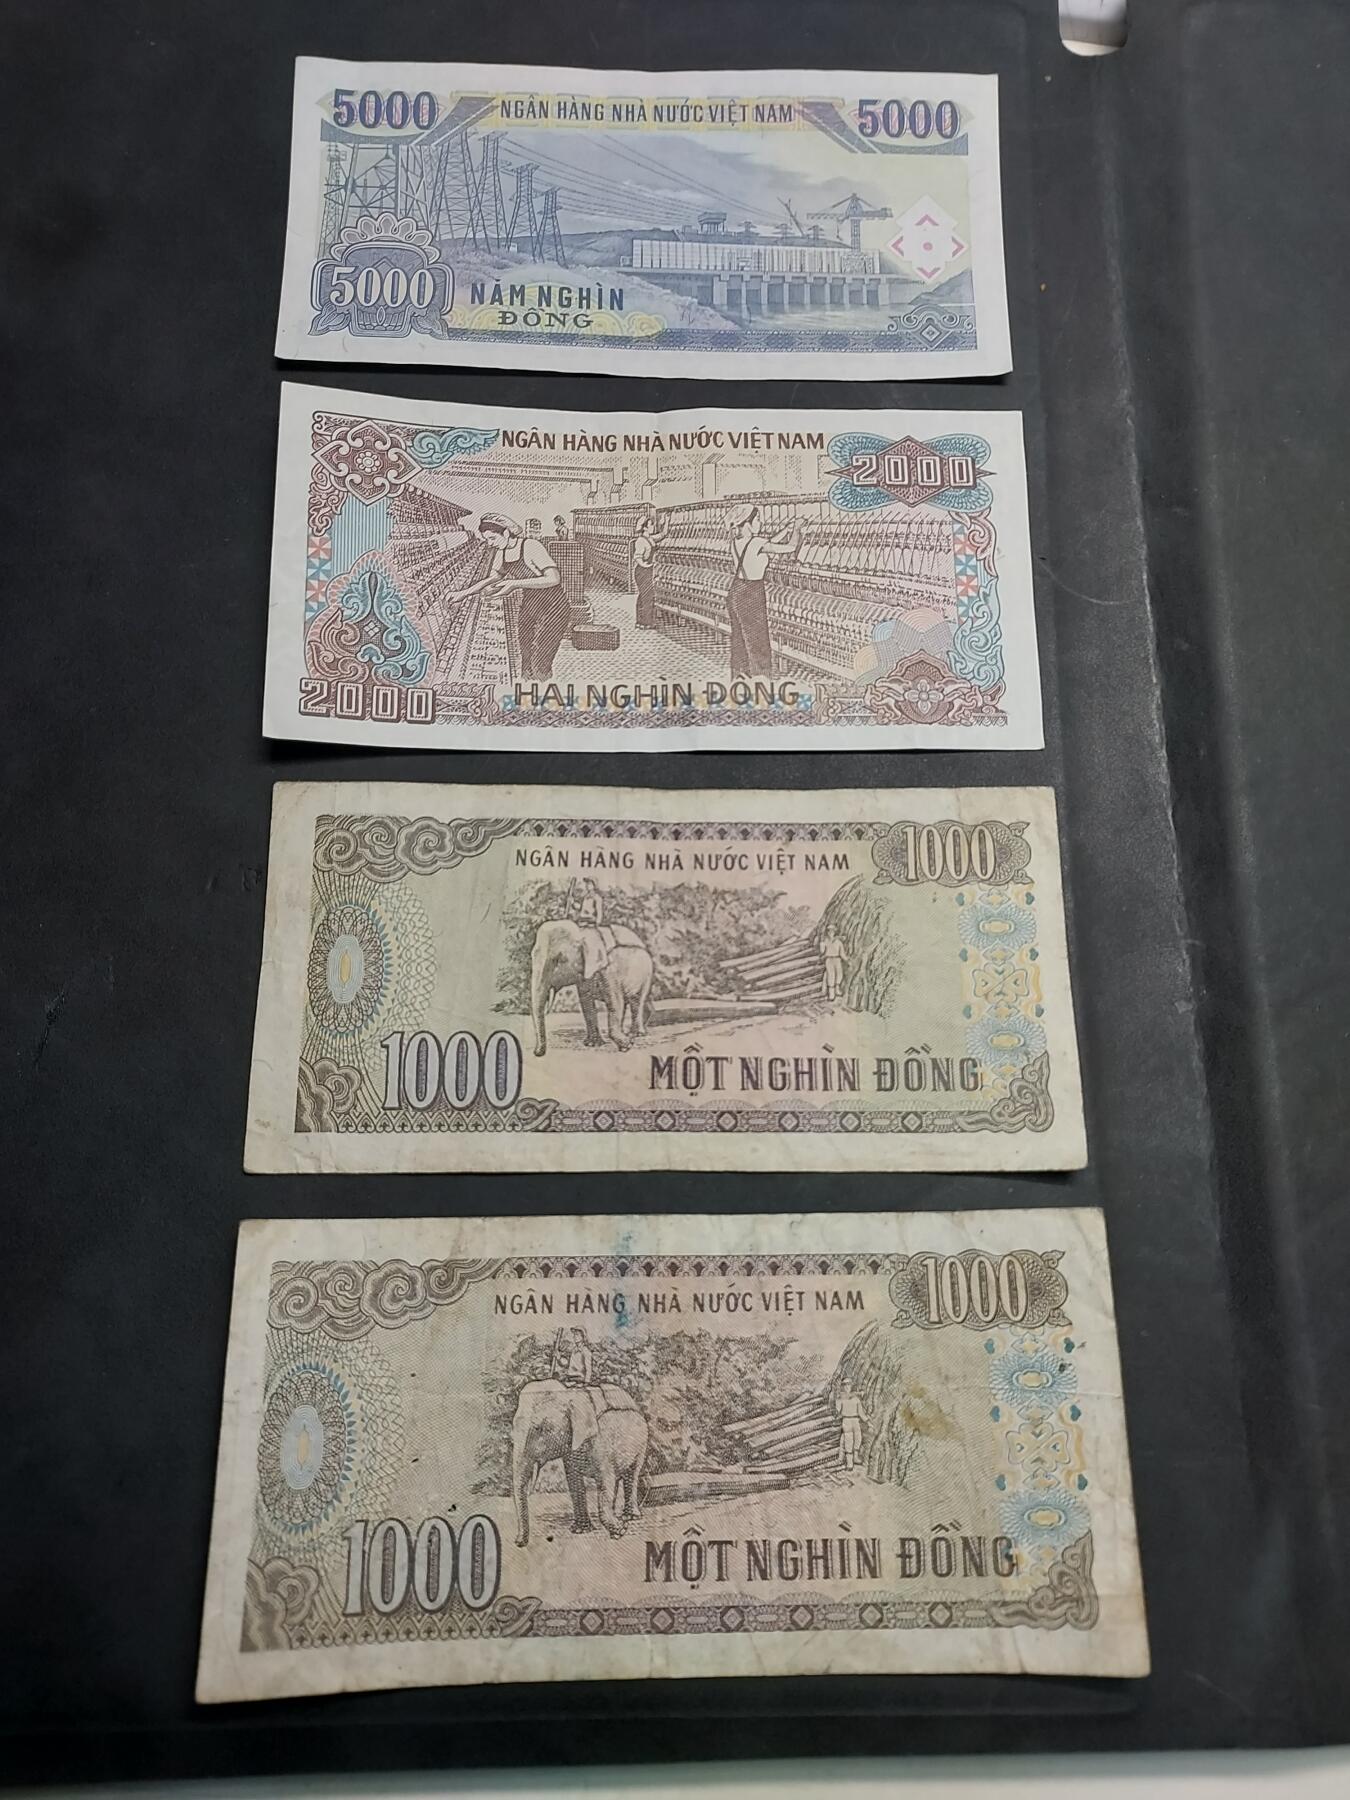 5000 NGÂN HÀNG NHÀ NƯỚC VIỆT NAM 5000
5000 NĂM NGHÌN
ĐỒNG
NGÂN HÀNG NHÀ NƯỚC VIỆT NAM
2000
2000 HAI NGHÌN ĐỒNG
1000
NGÂN HÀNG NHÀ NƯỚC VIỆT NAM
1000 MỘT NGHÌN ĐỒNG
1000
NGÂN HÀNG NHÀ NƯỚC VIỆT NAM
1000 MỘT NGHÌN ĐỒNG